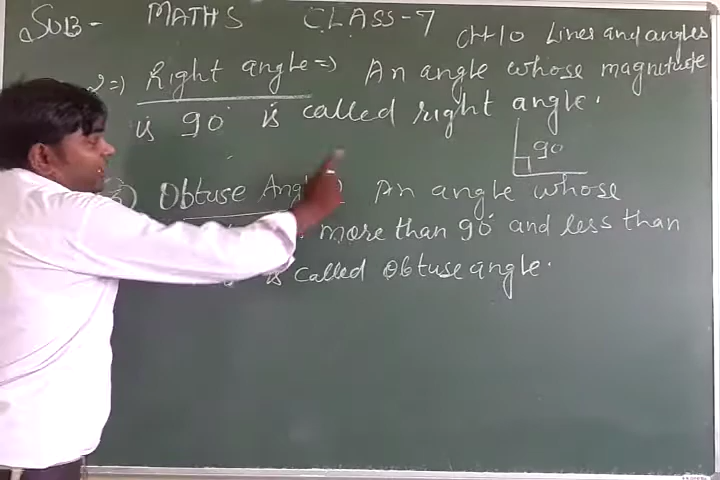 SUB- MATHS CLASS-7
CH-10 Lines and angles
2⇒) Right angle⇒) An angle whose magnitude
is 90° is called right angle.
90
3) Obtuse Angle An angle whose
more than 90° and less than
is called Obtuse angle.